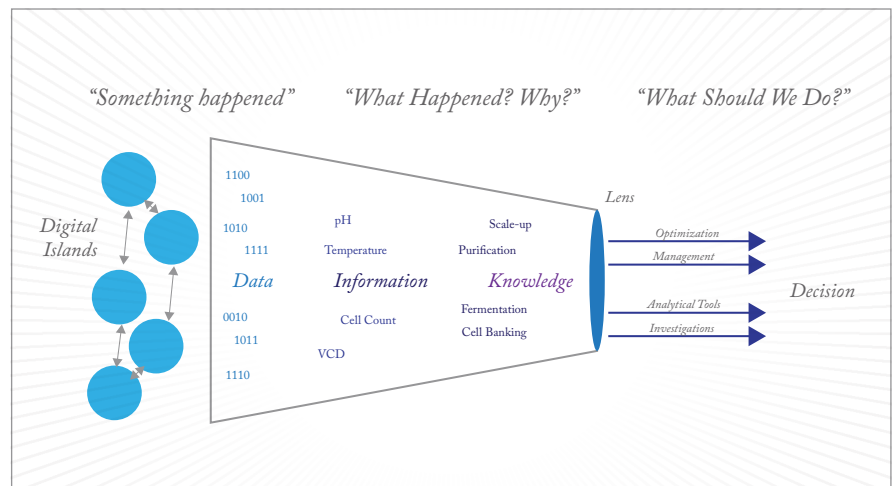 “Something happened”
“What Happened? Why?”
“What Should We Do?”
Digital
Islands
1100
1001
1010
1111
Data
0010
1011
1110
pH
Temperature
Information
Cell Count
VCD
Scale-up
Purification
Knowledge
Fermentation
Cell Banking
Lens
Optimization
Management
Analytical Tools
Investigations
Decision